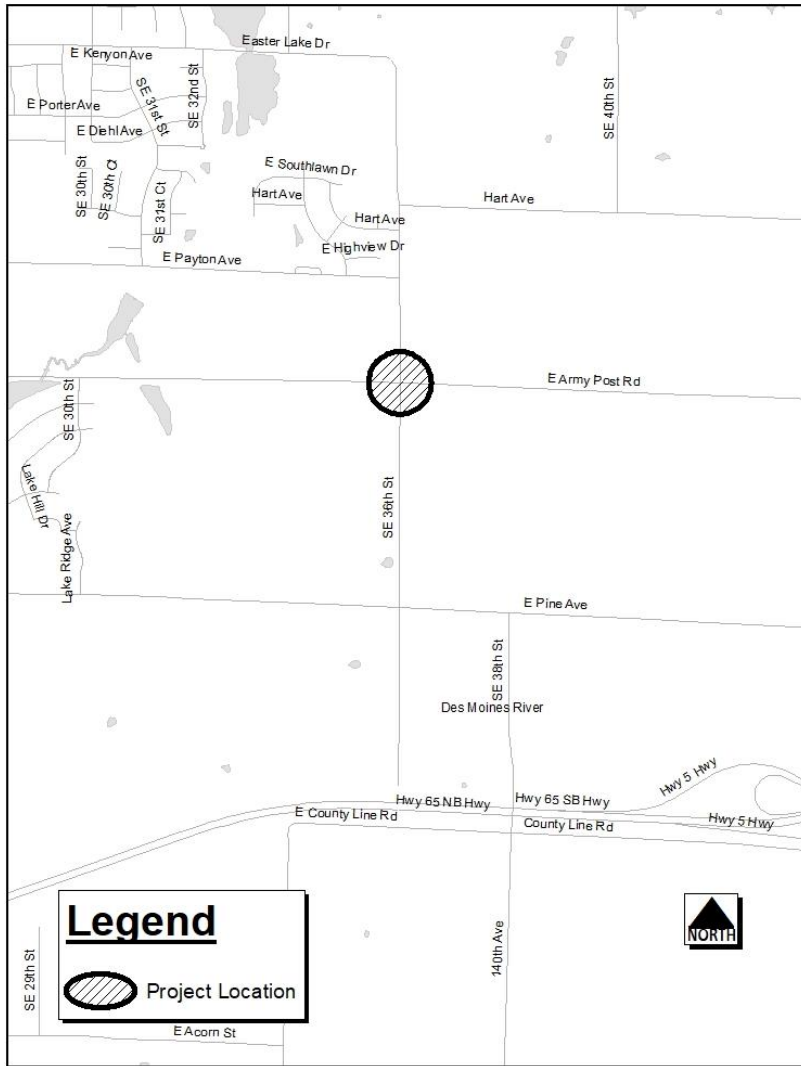 Easter Lake Dr
E Kenyon Ave
SE 32nd St
SE 31st St
SE 40th St
E Porter Ave
E Diehl Ave
SE 30th St
SE 30th Ct
E Southlawn Dr
Hart Ave
Hart Ave
SE 31st Ct
Hart Ave
E Highview Dr
E Payton Ave
E Army Post Rd
SE 30th St
SE 36th St
Lake Hill Dr
Lake Ridge Ave
E Pine Ave
SE 38th St
Des Moines River
Hwy 5 Hwy
Hwy 65 NB Hwy
Hwy 65 SB Hwy
E County Line Rd
County Line Rd
Hwy 5 Hwy
Legend
Project Location
NORTH
140th Ave
SE 29th St
E Acorn St